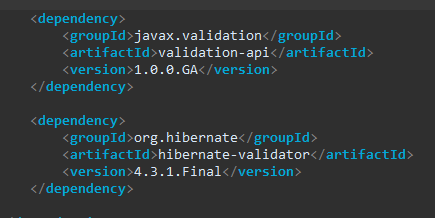 <dependency>
<groupId>javax.validation</groupId>
<artifactId>validation-api</artifactId>
<version>1.0.0.GA</version>
</dependency>
<dependency>
<groupId>org.hibernate</groupId>
<artifactId>hibernate-validator</artifactId>
<version>4.3.1.Final</version>
</dependency>